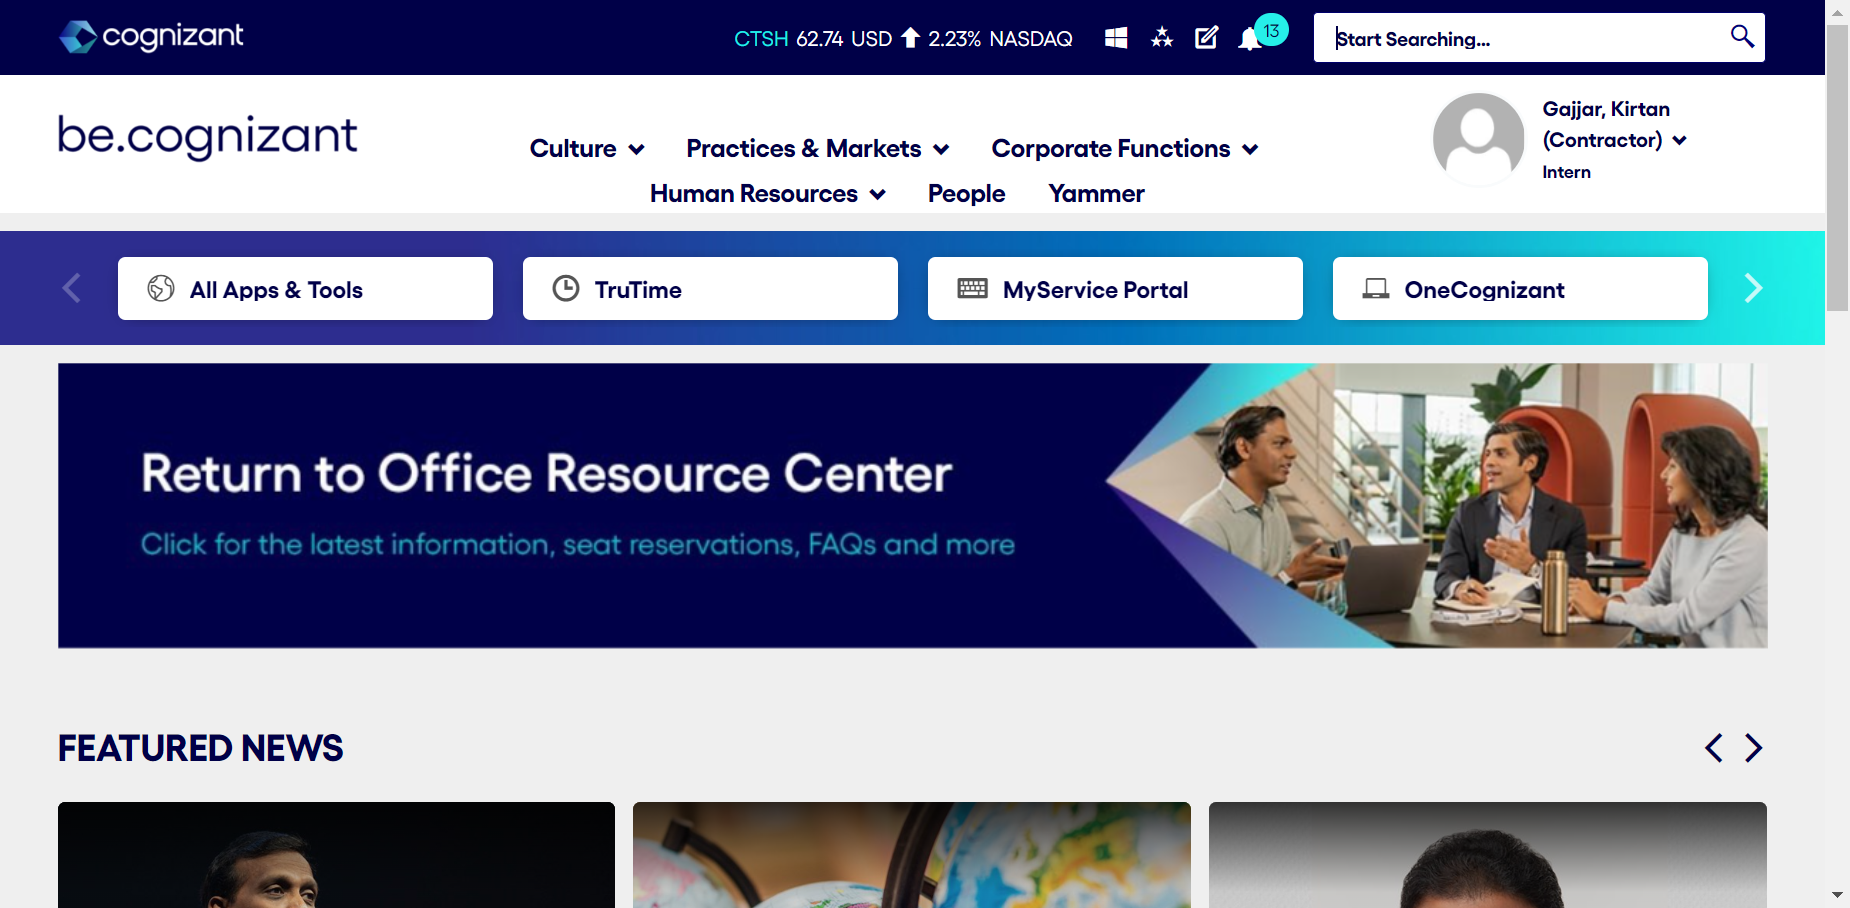 cognizant
CTSH 62.74 USD 2.23% NASDAQ
13
Start Searching...
be.cognizant
Culture
Practices & Markets
Corporate Functions
Human Resources
People
Yammer
Gajjar, Kirtan
(Contractor)
Intern
All Apps & Tools
TruTime
MyService Portal
OneCognizant
Return to Office Resource Center
Click for the latest information, seat reservations, FAQs and more
FEATURED NEWS